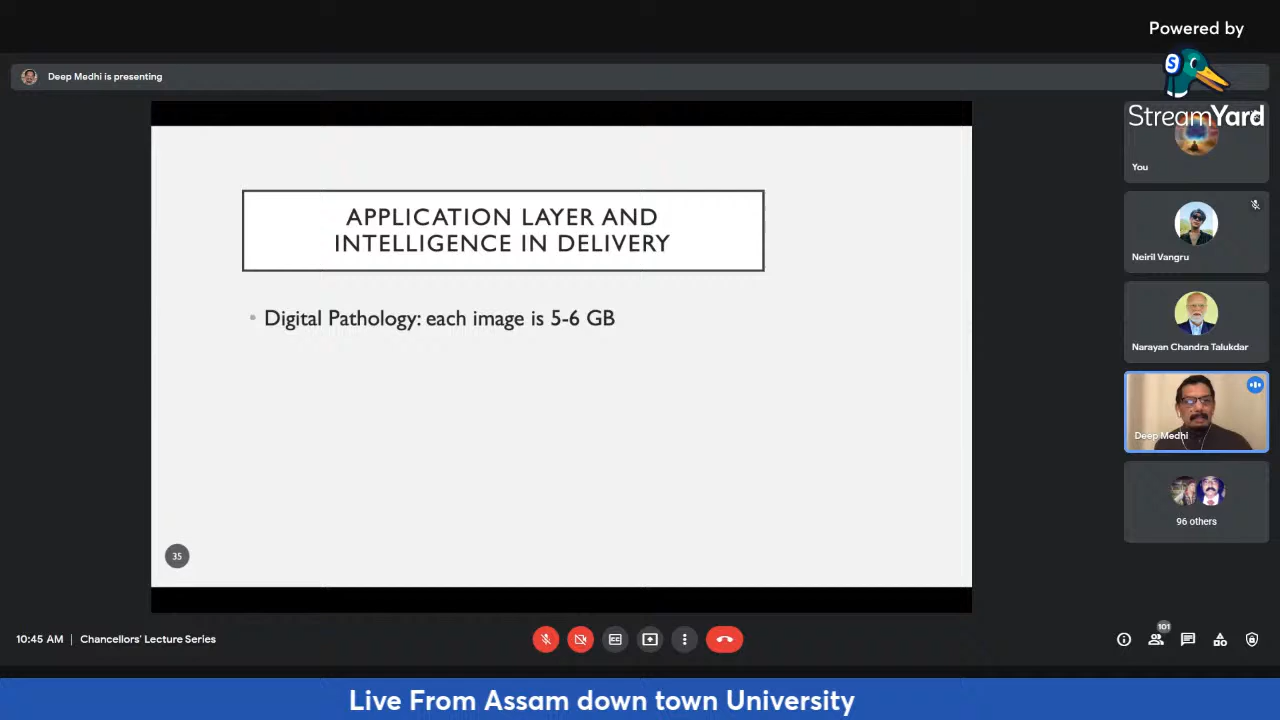 Powered by
StreamYard
Deep Medhi is presenting
APPLICATION LAYER AND
INTELLIGENCE IN DELIVERY
Digital Pathology: each image is 5-6 GB
35
You
Neiril Vangru
Narayan Chandra Talukdar
Deep Medhi
96 others
10:45 AM | Chancellors' Lecture Series
101
Live From Assam down town University